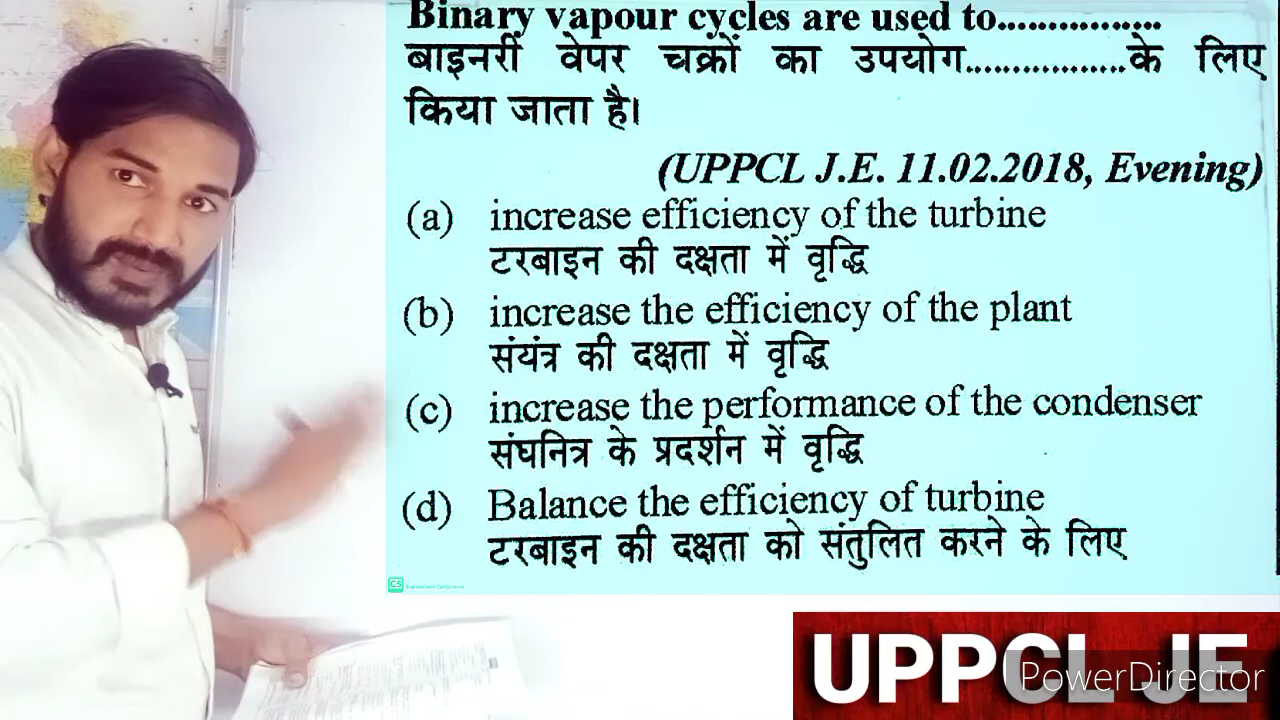 Binary vapour cycles are used to.................
बाइनरी वेपर चक्रों का उपयोग.................के लिए
किया जाता है।
(UPPCL J.E. 11.02.2018, Evening)
(a) increase efficiency of the turbine
टरबाइन की दक्षता में वृद्धि
(b) increase the efficiency of the plant
संयंत्र की दक्षता में वृद्धि
(c) increase the performance of the condenser
संघनित्र के प्रदर्शन में वृद्धि
(d) Balance the efficiency of turbine
टरबाइन की दक्षता को संतुलित करने के लिए
CS
UPPCL JE
PowerDirector